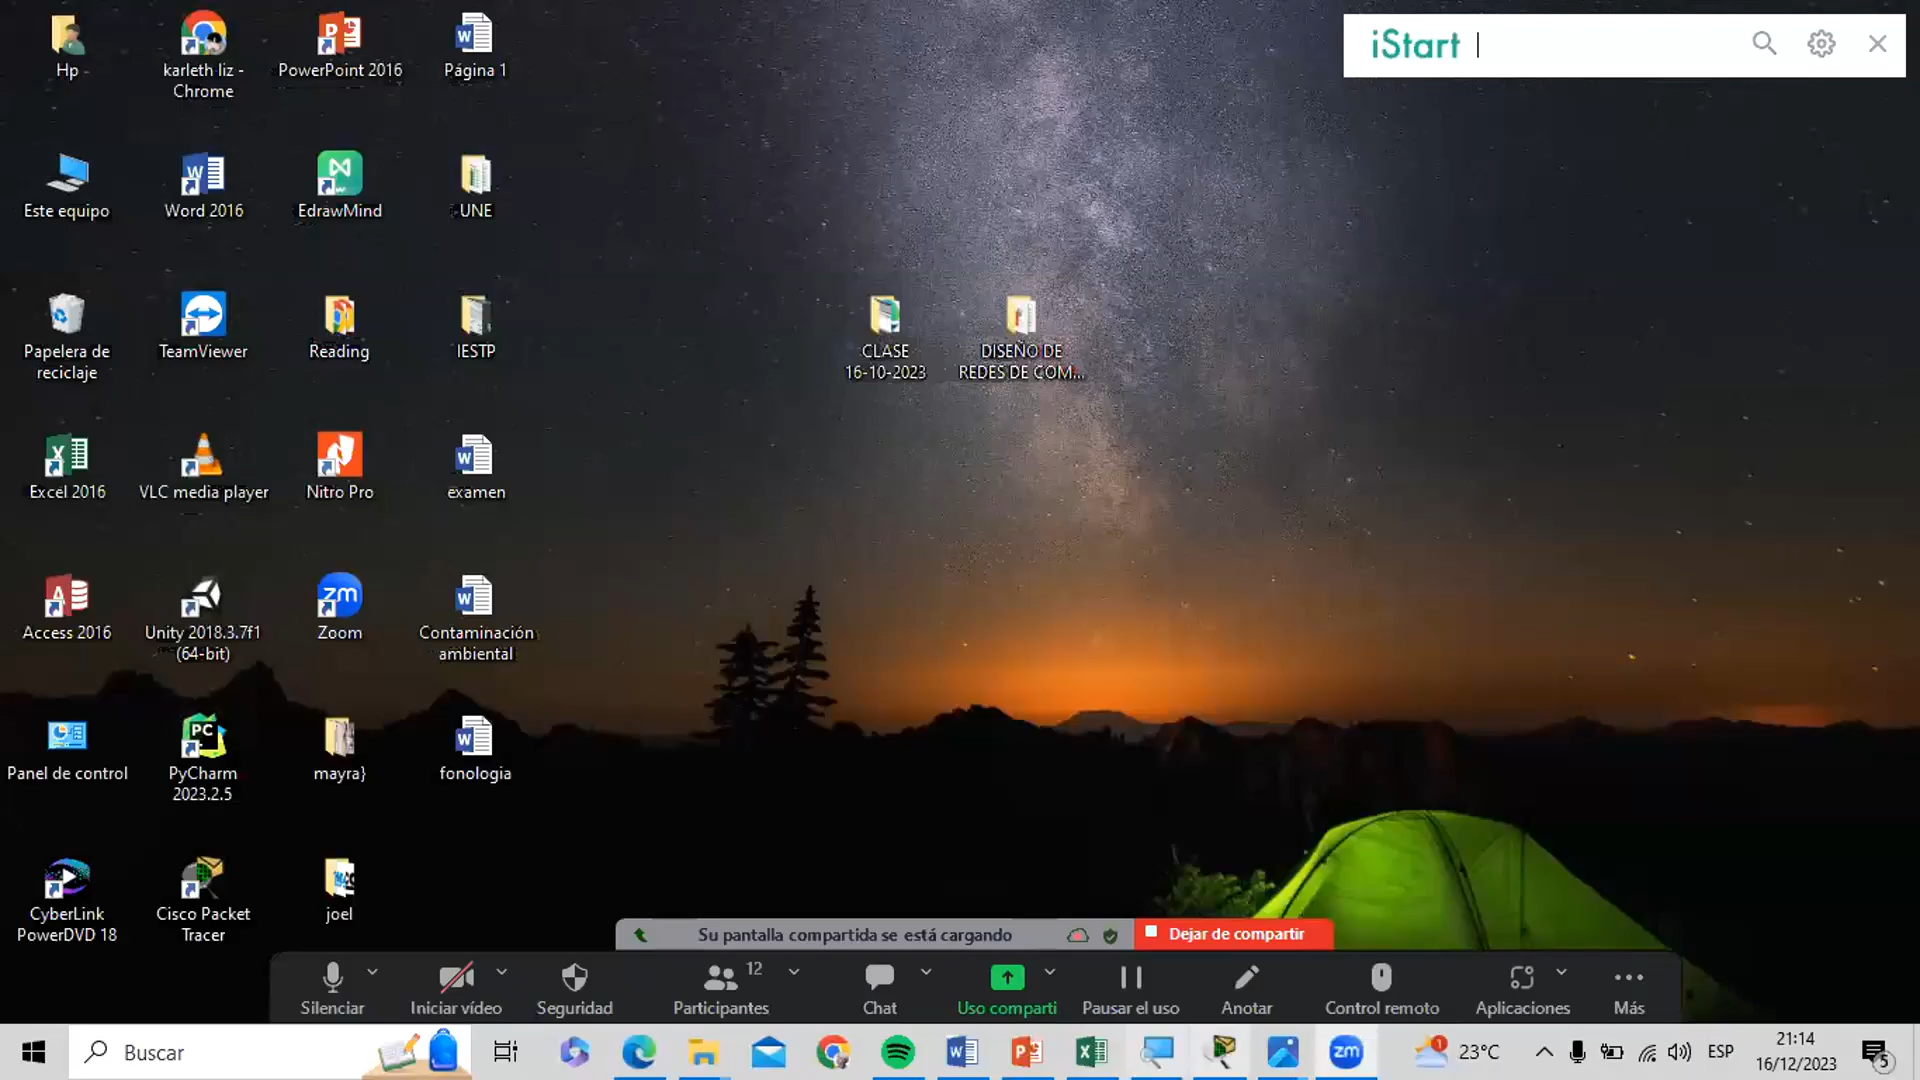 iStart
Hp
karleth liz -
Chrome
PowerPoint 2016
Página 1
Este equipo
Word 2016
EdrawMind
UNE
Papelera de
reciclaje
TeamViewer
Reading
IESTP
CLASE
16-10-2023
DISEÑO DE
REDES DE COM...
Excel 2016
VLC media player
Nitro Pro
examen
Access 2016
Unity 2018.3.7f1
(64-bit)
Zoom
Contaminación
ambiental
Panel de control
PyCharm
2023.2.5
mayra}
fonologia
CyberLink
PowerDVD 18
Cisco Packet
Tracer
joel
Su pantalla compartida se está cargando
Dejar de compartir
Silenciar
Iniciar vídeo
Seguridad
Participantes
12
Chat
Uso comparti
Pausar el uso
Anotar
Control remoto
Aplicaciones
Más
Buscar
23°C
ESP
21:14
16/12/2023
5